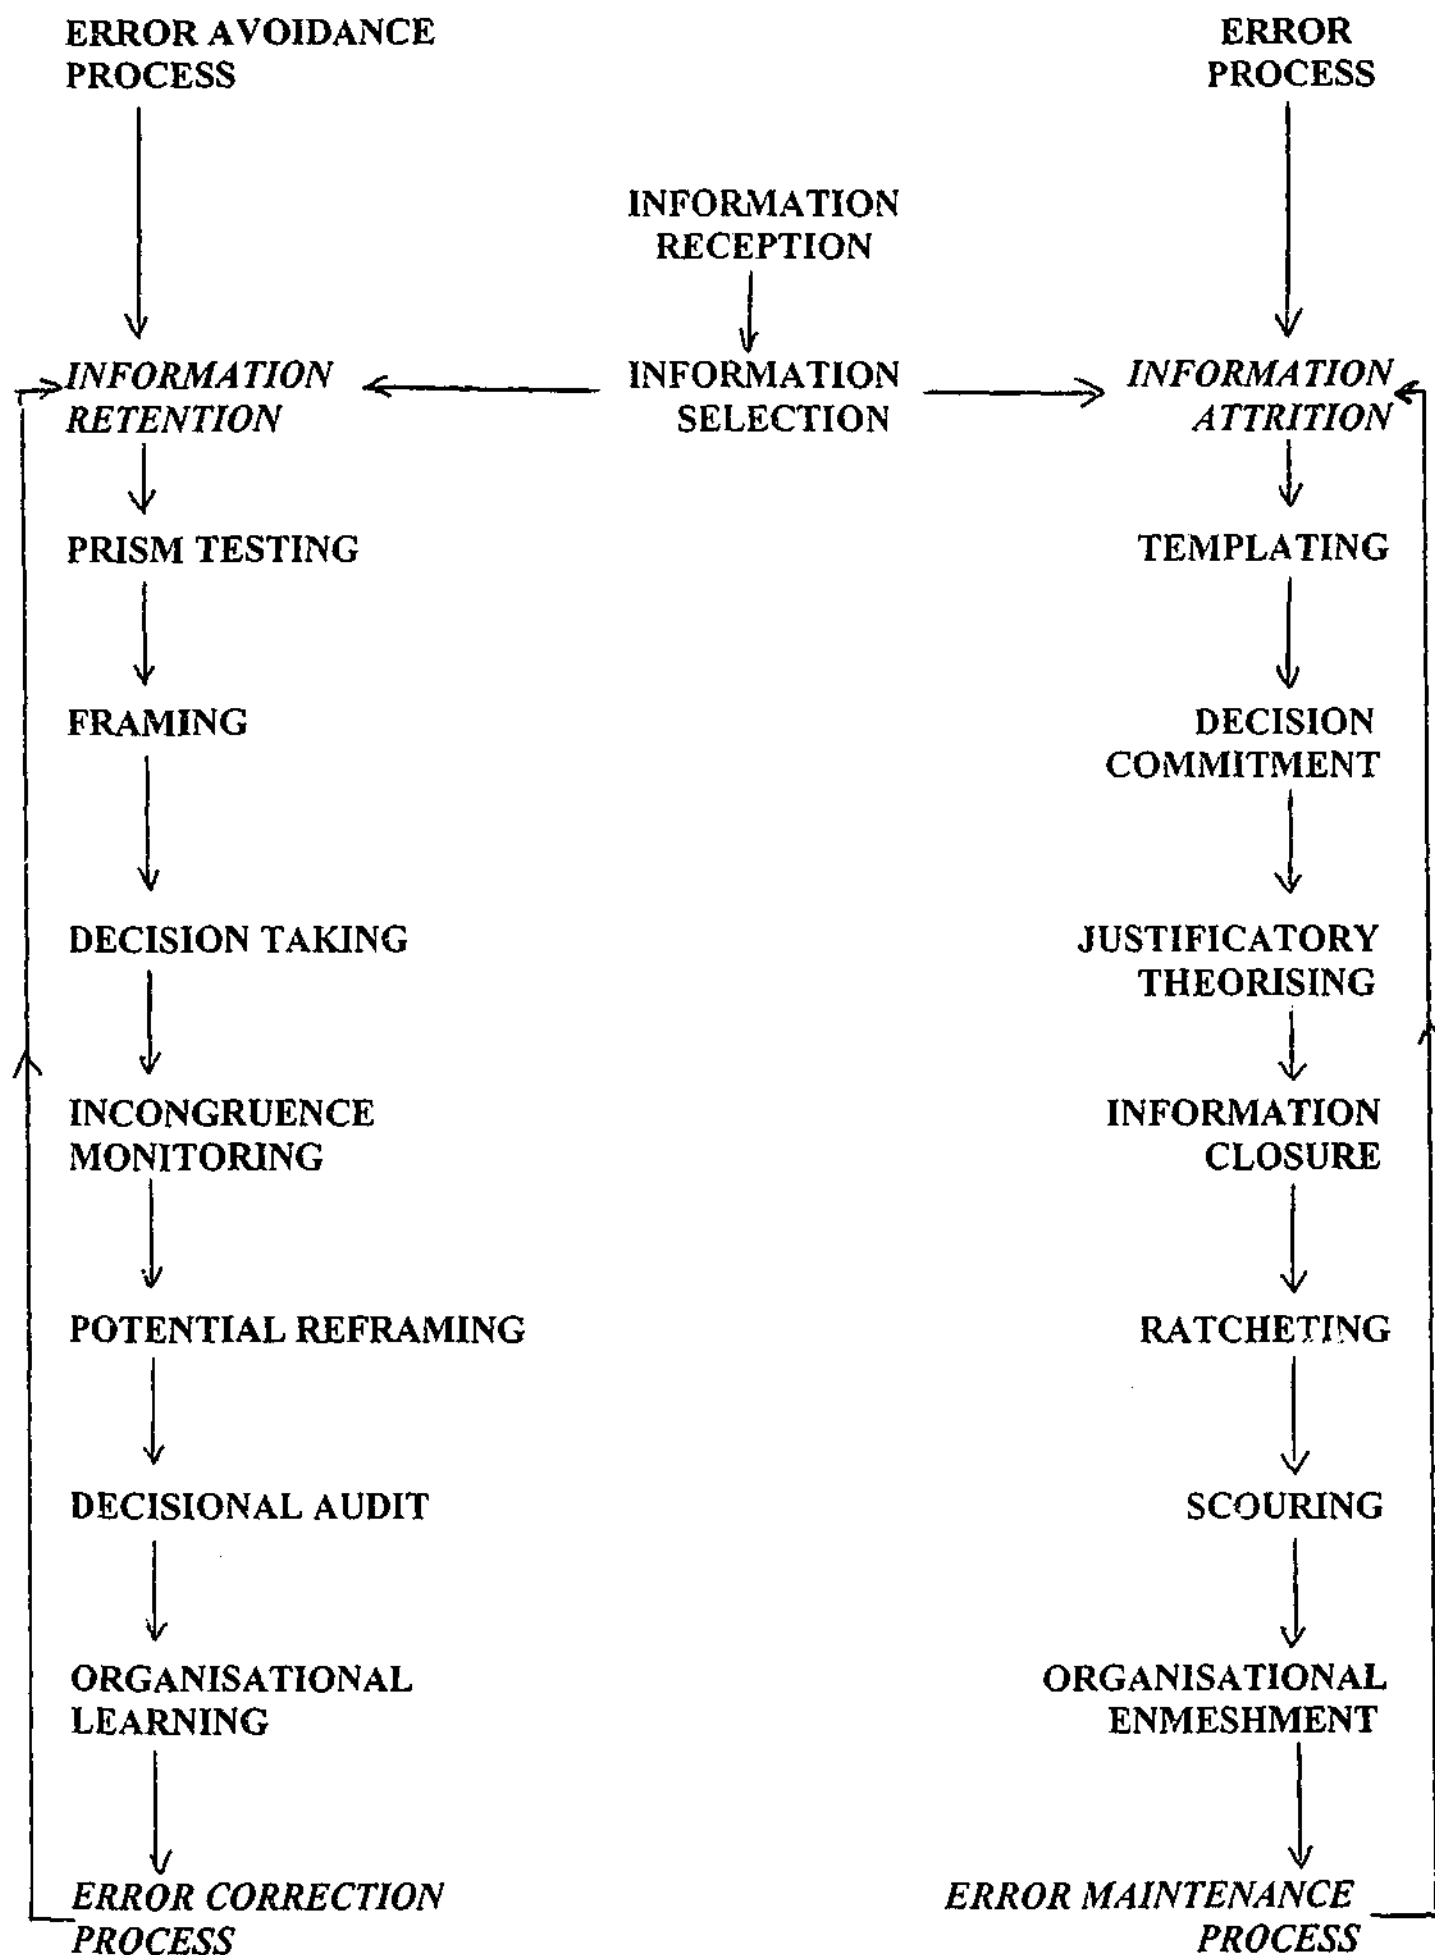 ERROR AVOIDANCE
PROCESS
ERROR
PROCESS
INFORMATION
RECEPTION
INFORMATION
RETENTION
INFORMATION
SELECTION
INFORMATION
ATTRITION
PRISM TESTING
TEMPLATING
FRAMING
DECISION
COMMITMENT
DECISION TAKING
JUSTIFICATORY
THEORISING
INCONGRUENCE
MONITORING
INFORMATION
CLOSURE
POTENTIAL REFRAMING
RATCHETING
DECISIONAL AUDIT
SCOURING
ORGANISATIONAL
LEARNING
ORGANISATIONAL
ENMESHMENT
ERROR CORRECTION
PROCESS
ERROR MAINTENANCE
PROCESS